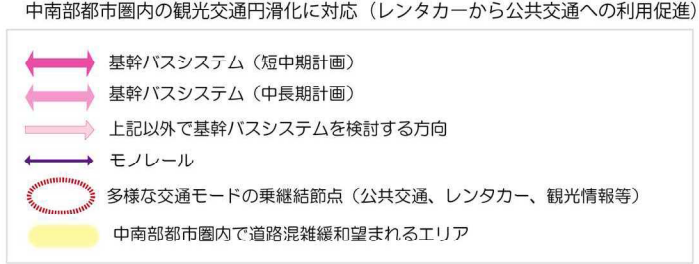 中南部都市圏内の観光交通円滑化に対応（レンタカーから公共交通への利用促進）
基幹バスシステム（短中期計画）
基幹バスシステム（中長期計画）
上記以外で基幹バスシステムを検討する方向
モノレール
多様な交通モードの乗継結節点（公共交通、レンタカー、観光情報等）
中南部都市圏内で道路混雑緩和望まれるエリア